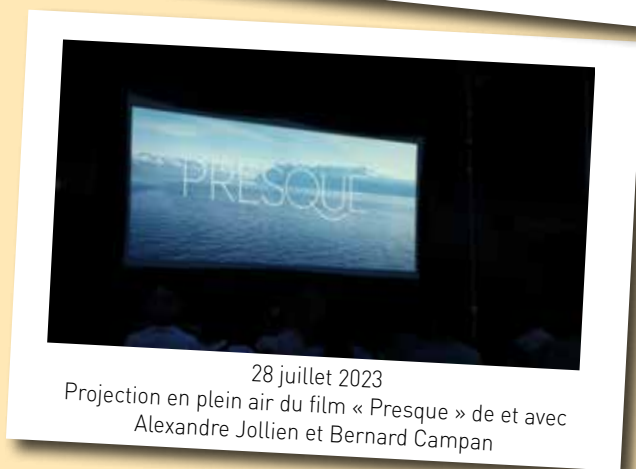 PRESQUE
28 juillet 2023
Projection en plein air du film « Presque » de et avec
Alexandre Jollien et Bernard Campan